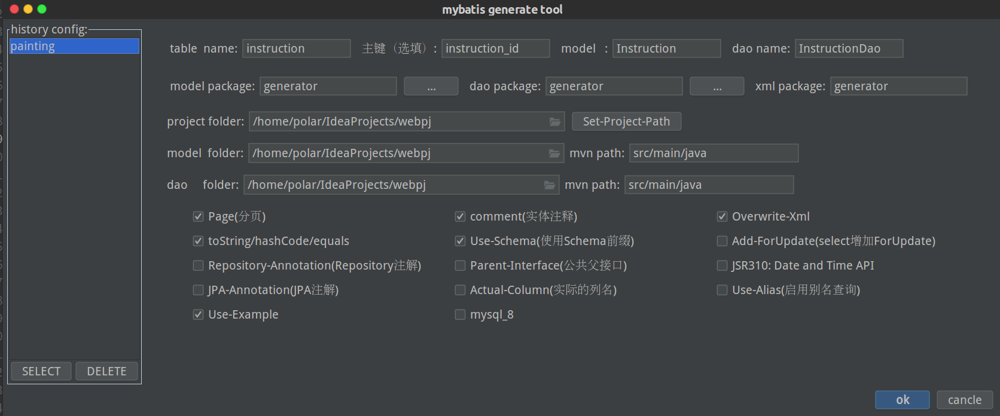 mybatis generate tool
history config:
painting
table name: instruction 主键（选填）: instruction_id model : Instruction dao name: InstructionDao
model package: generator ... dao package: generator ... xml package: generator
project folder: /home/polar/IdeaProjects/webpj Set-Project-Path
model folder: /home/polar/IdeaProjects/webpj mvn path: src/main/java
dao folder: /home/polar/IdeaProjects/webpj mvn path: src/main/java
Page(分页) comment(实体注释) Overwrite-Xml
toString/hashCode/equals Use-Schema(使用Schema前缀) Add-ForUpdate(select增加ForUpdate)
Repository-Annotation(Repository注解) Parent-Interface(公共父接口) JSR310: Date and Time API
JPA-Annotation(JPA注解) Actual-Column(实际的列名) Use-Alias(启用别名查询)
Use-Example mysql_8
SELECT DELETE
ok cancle